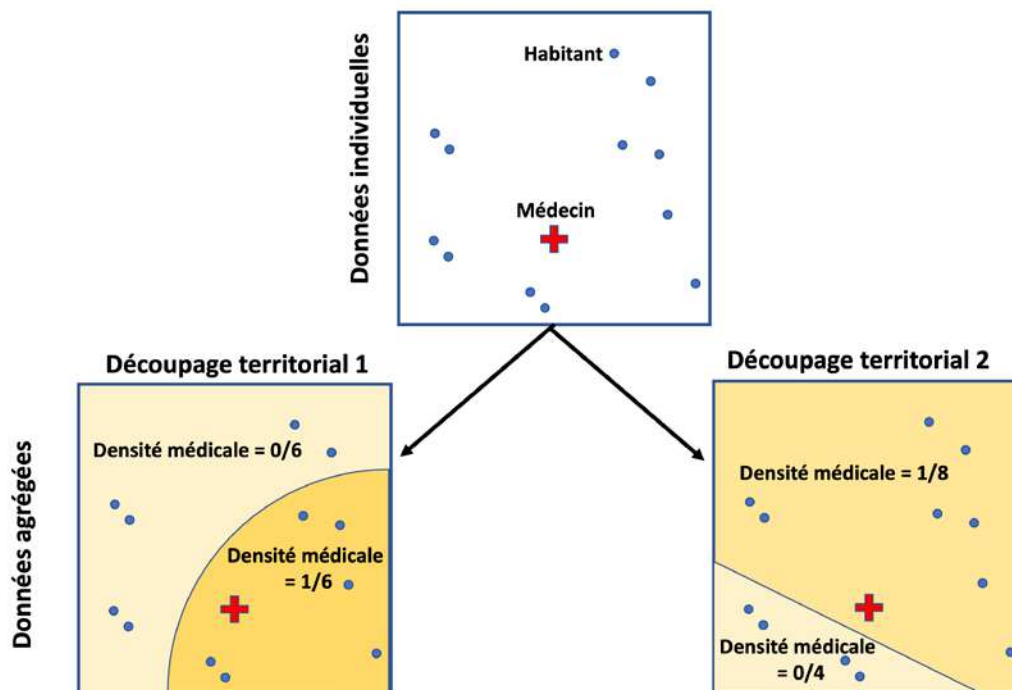 Données individuelles
Habitant
Médecin
Découpage territorial 1
Découpage territorial 2
Données agrégées
Densité médicale = 0/6
Densité médicale
= 1/6
Densité médicale = 1/8
Densité médicale
= 0/4